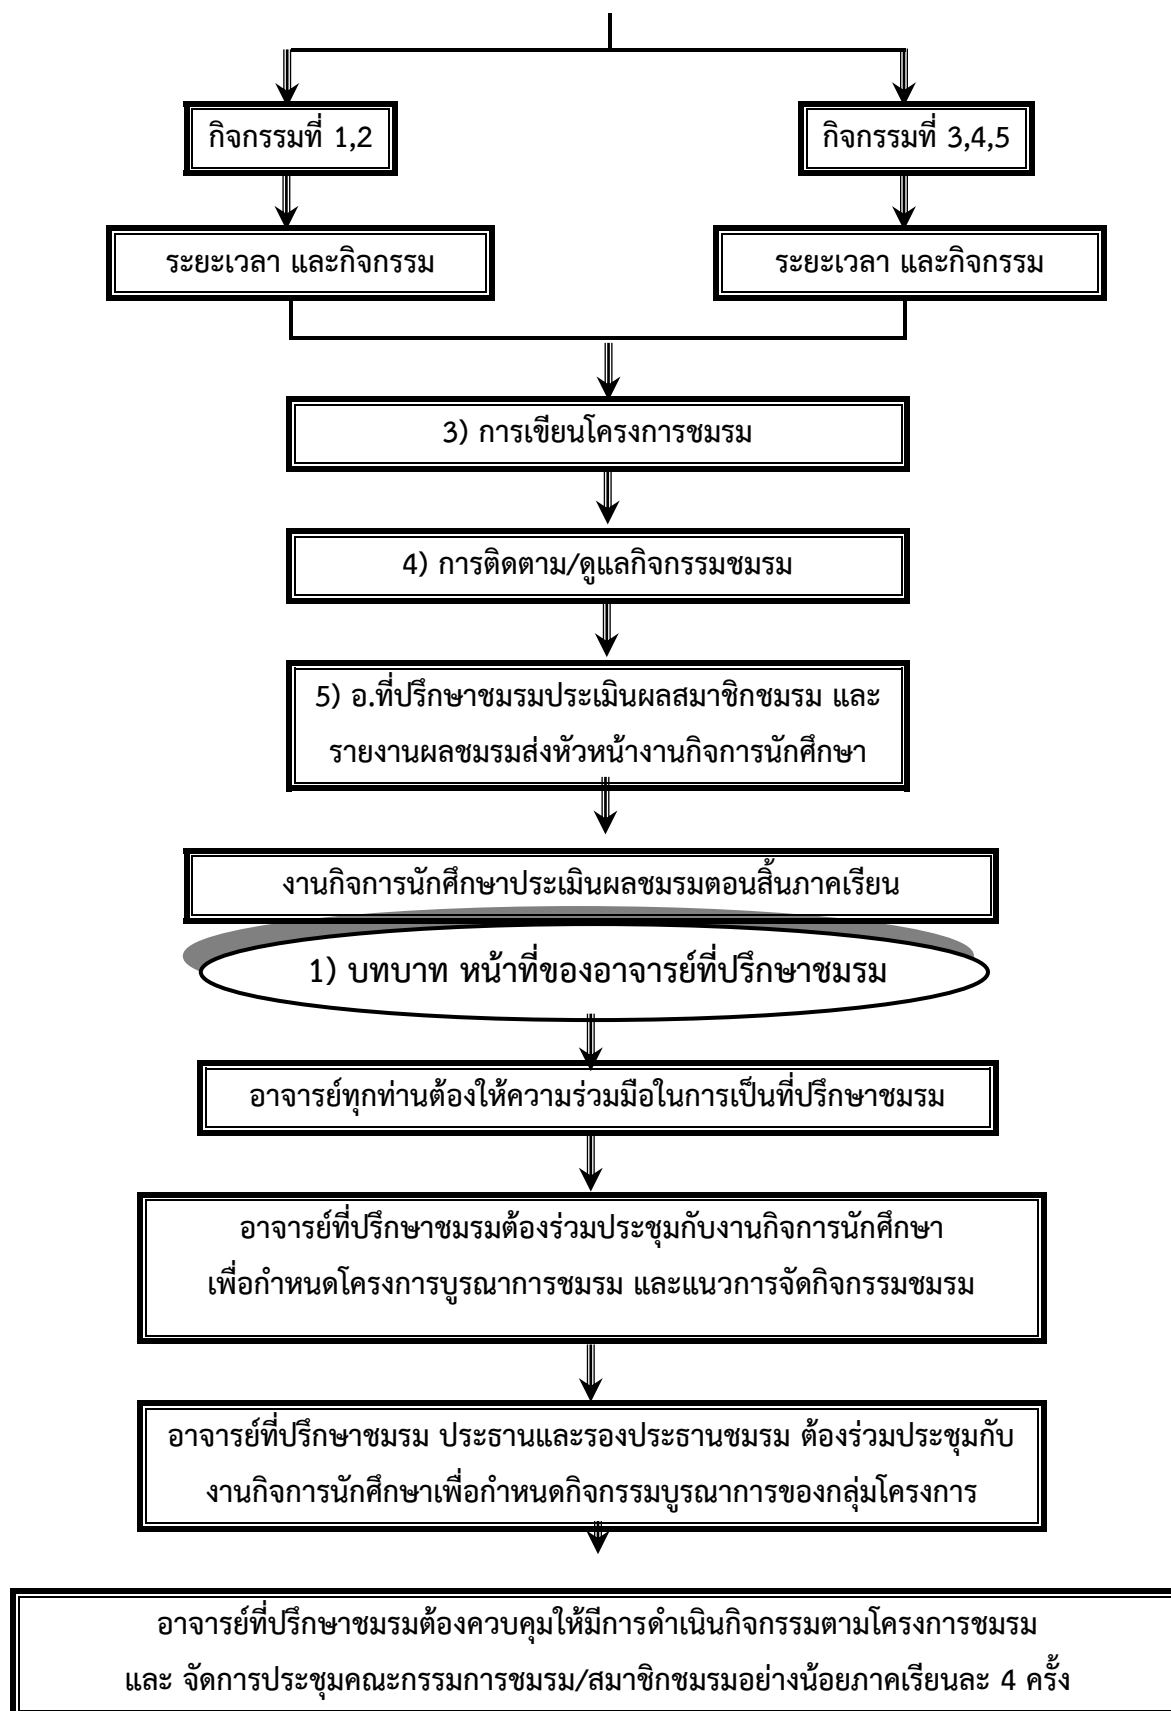 กิจกรรมที่ 1,2
กิจกรรมที่ 3,4,5
ระยะเวลา และกิจกรรม
ระยะเวลา และกิจกรรม
3) การเขียนโครงการชมรม
4) การติดตาม/ดูแลกิจกรรมชมรม
5) อ.ที่ปรึกษาชมรมประเมินผลสมาชิกชมรม และ
รายงานผลชมรมส่งหัวหน้างานกิจการนักศึกษา
งานกิจการนักศึกษาประเมินผลชมรมตอนสิ้นภาคเรียน
1) บทบาท หน้าที่ของอาจารย์ที่ปรึกษาชมรม
อาจารย์ทุกท่านต้องให้ความร่วมมือในการเป็นที่ปรึกษาชมรม
อาจารย์ที่ปรึกษาชมรมต้องร่วมประชุมกับงานกิจการนักศึกษา
เพื่อกำหนดโครงการบูรณาการชมรม และแนวการจัดกิจกรรมชมรม
อาจารย์ที่ปรึกษาชมรม ประธานและรองประธานชมรม ต้องร่วมประชุมกับ
งานกิจการนักศึกษาเพื่อกำหนดกิจกรรมบูรณาการของกลุ่มโครงการ
อาจารย์ที่ปรึกษาชมรมต้องควบคุมให้มีการดำเนินกิจกรรมตามโครงการชมรม
และ จัดการประชุมคณะกรรมการชมรม/สมาชิกชมรมอย่างน้อยภาคเรียนละ 4 ครั้ง